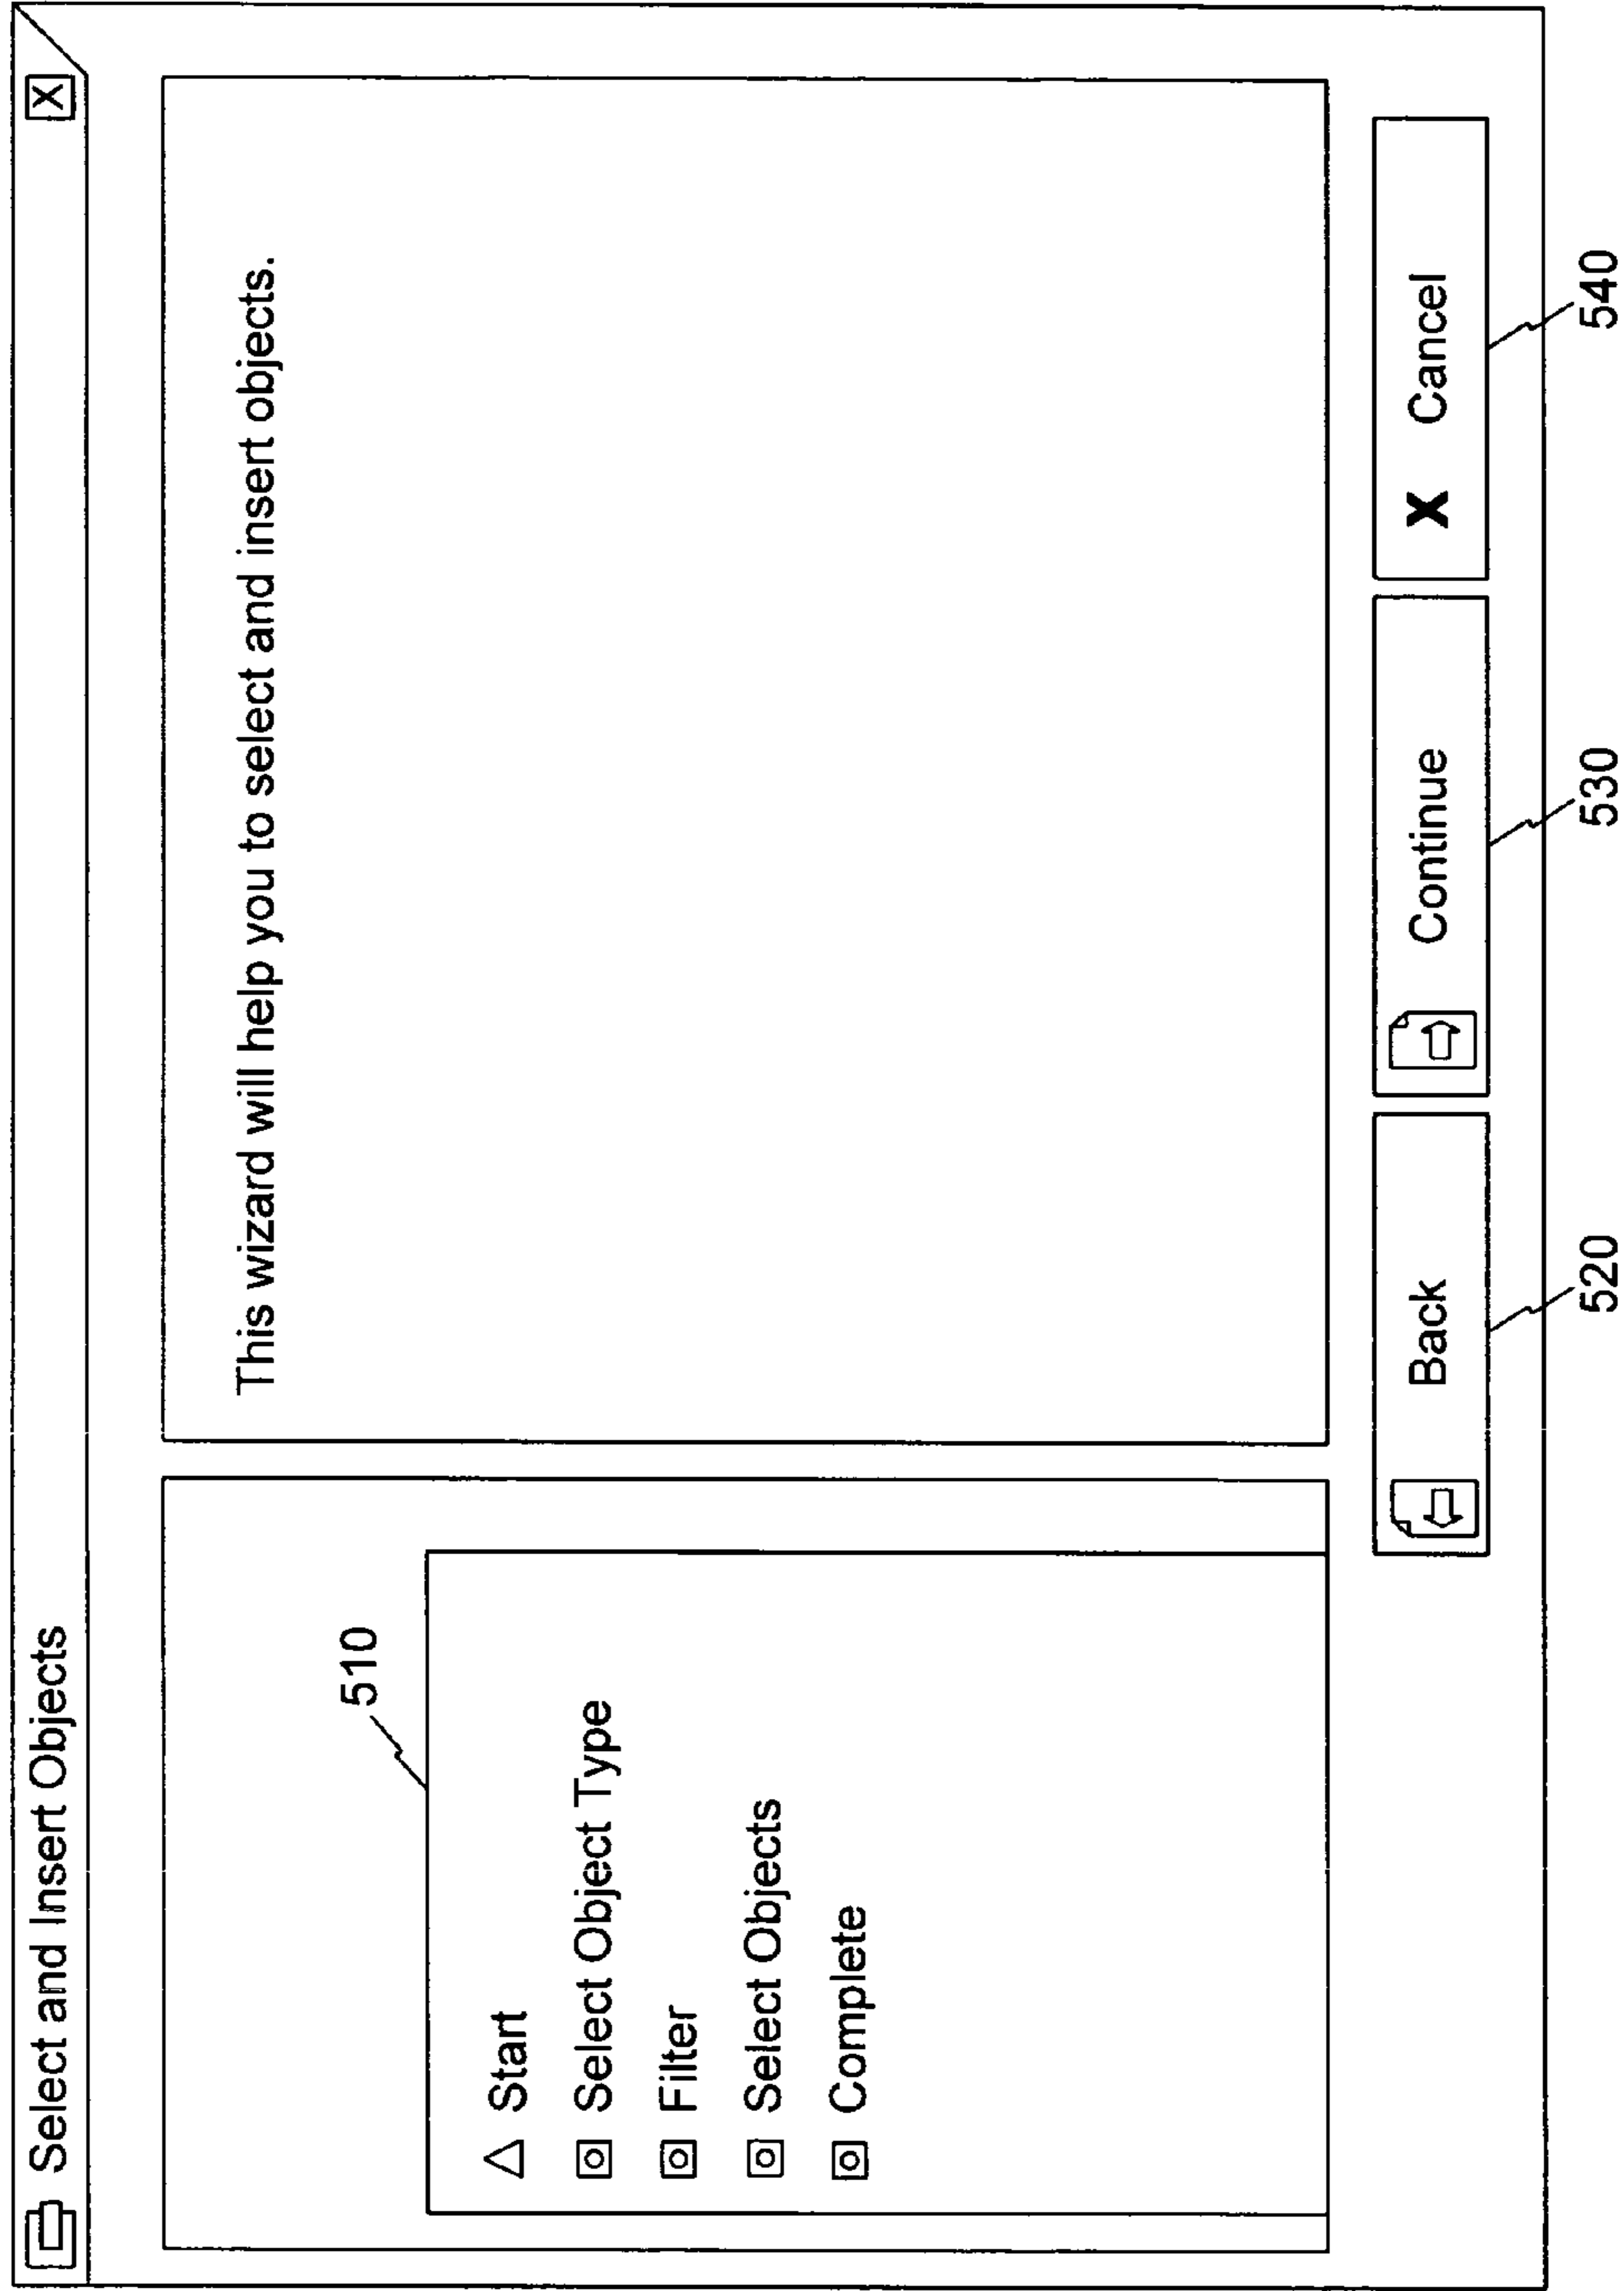 Select and Insert Objects
X
510
Start
Select Object Type
Filter
Select Objects
Complete
This wizard will help you to select and insert objects.
Back
Continue
X Cancel
520
530
540